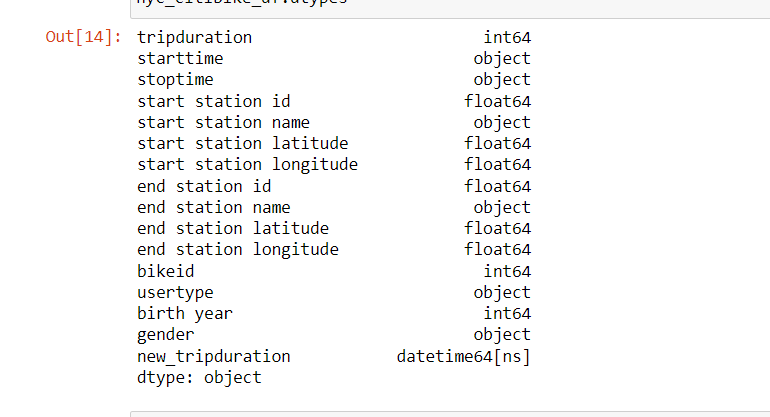 nyc_citibike_df.dtypes
Out[14]: tripduration int64
starttime object
stoptime object
start station id float64
start station name object
start station latitude float64
start station longitude float64
end station id float64
end station name object
end station latitude float64
end station longitude float64
bikeid int64
usertype object
birth year int64
gender object
new_tripduration datetime64[ns]
dtype: object